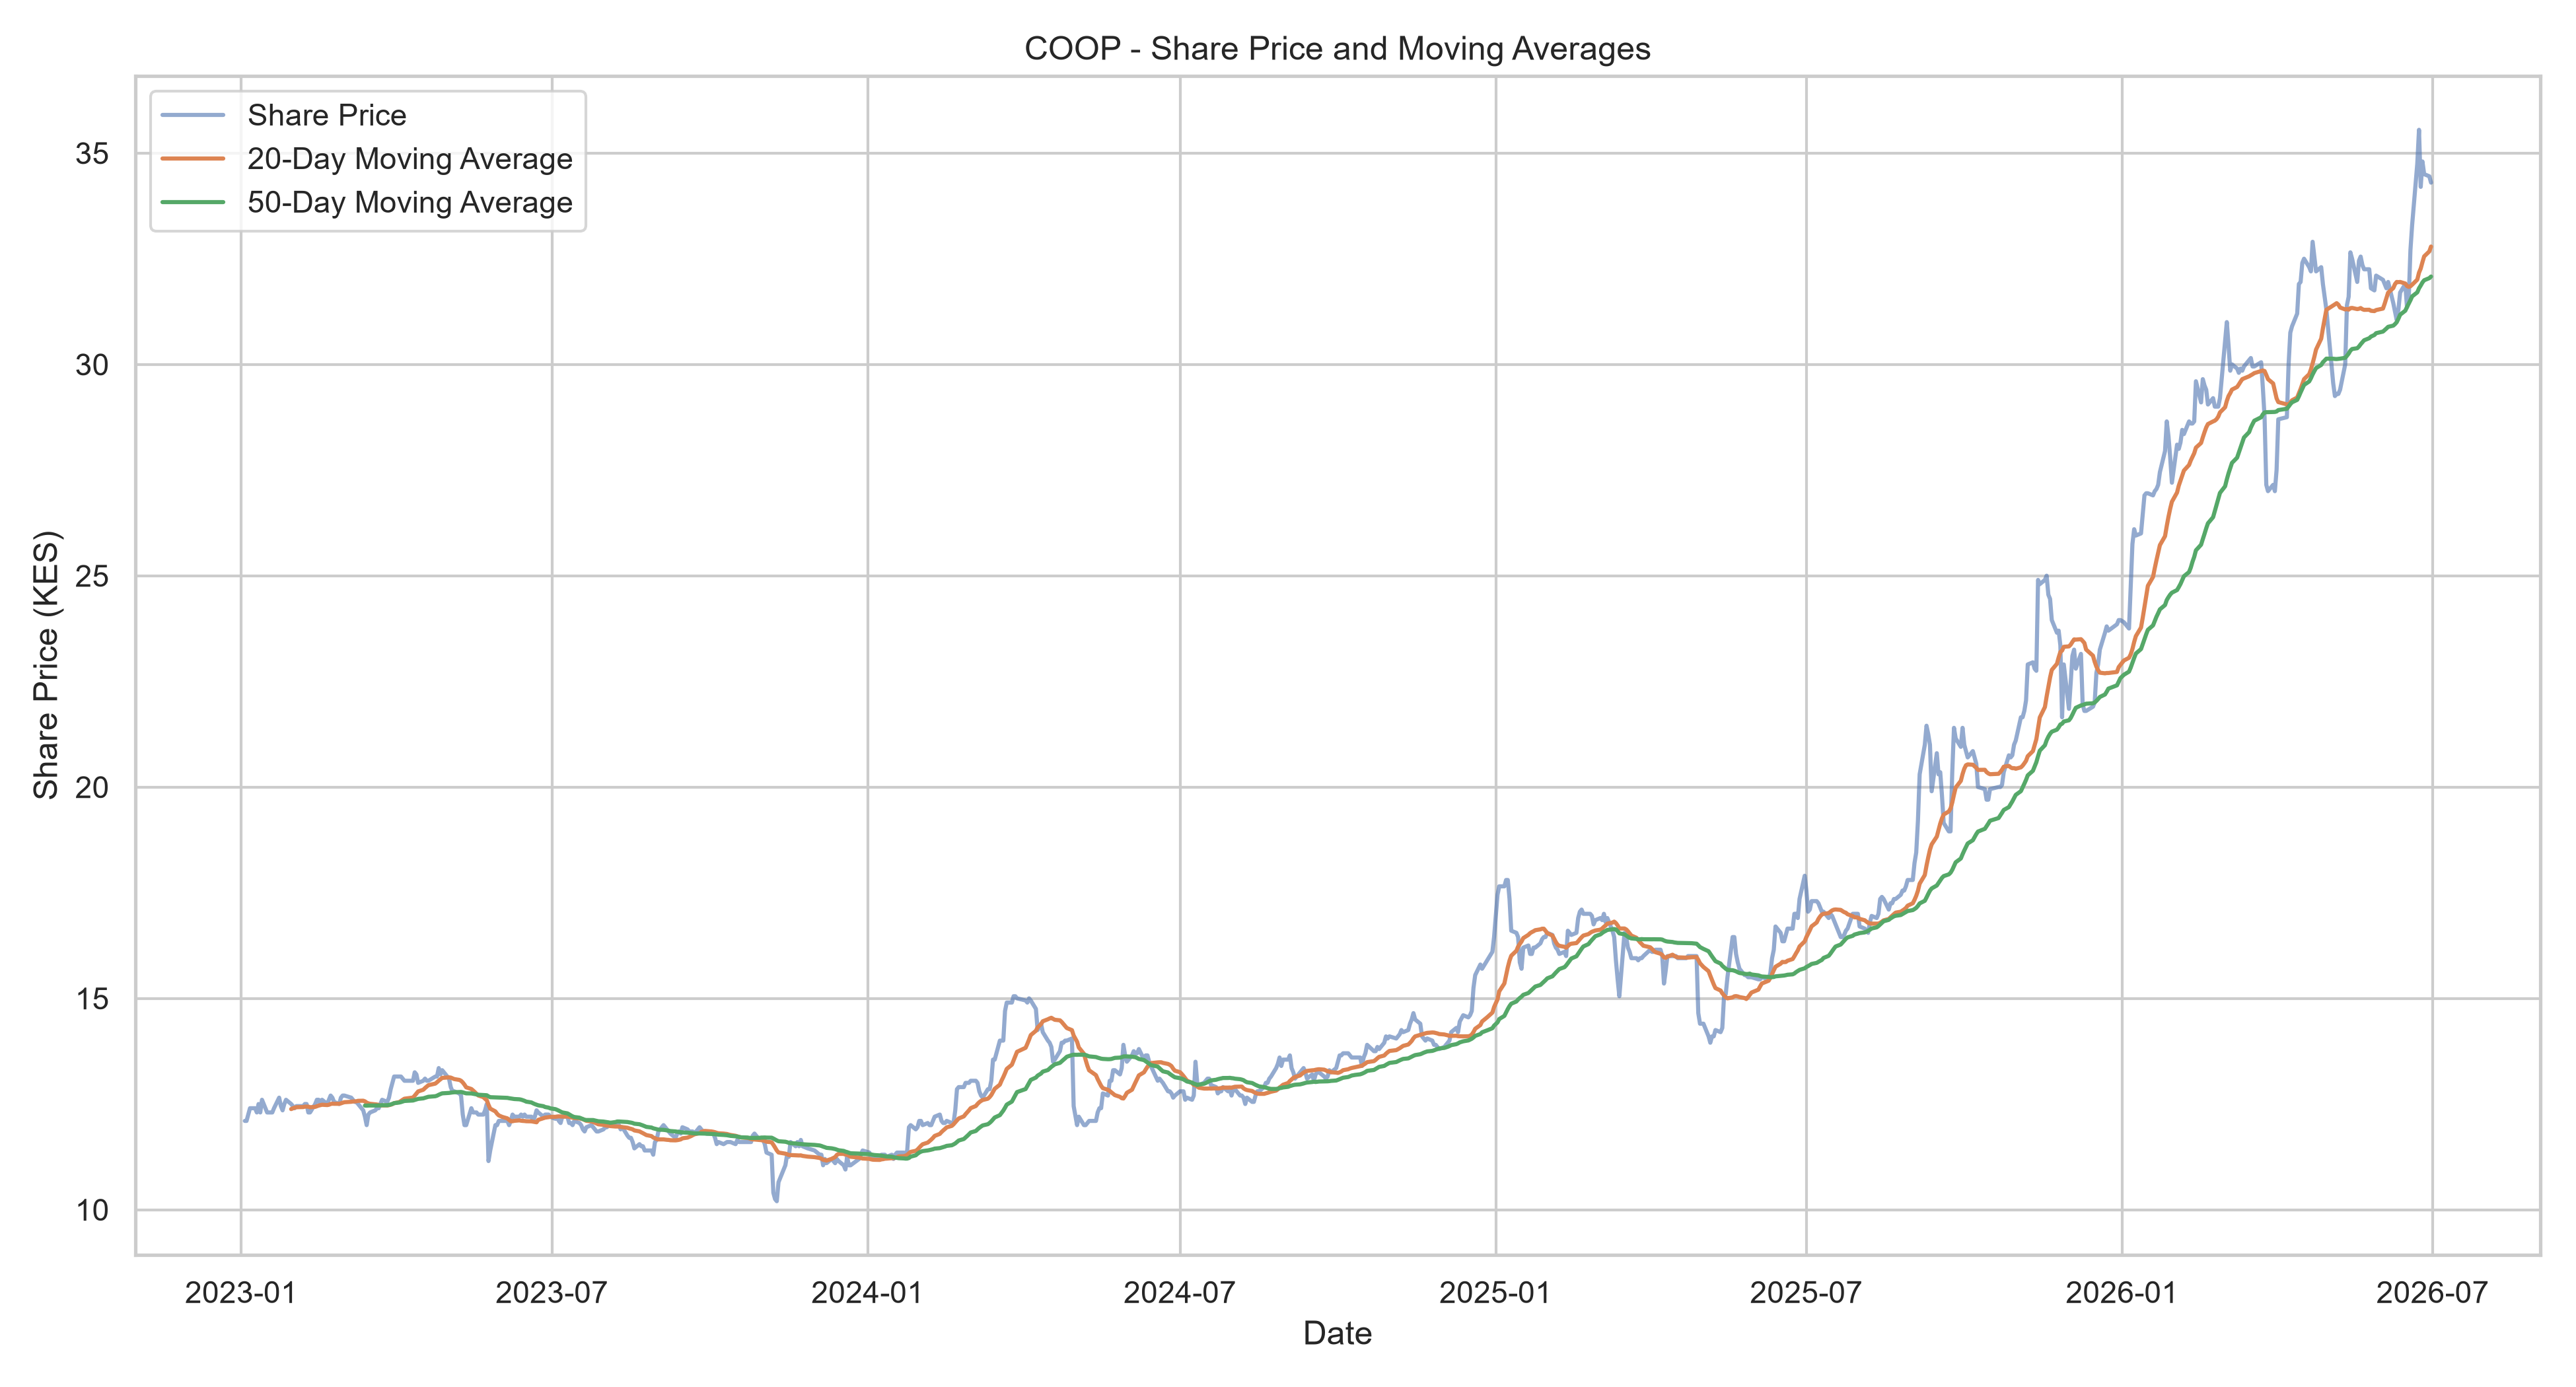 COOP - Share Price and Moving Averages
Share Price
20-Day Moving Average
50-Day Moving Average
Share Price (KES)
35
30
25
20
15
10
2023-01
2023-07
2024-01
2024-07
2025-01
2025-07
2026-01
2026-07
Date